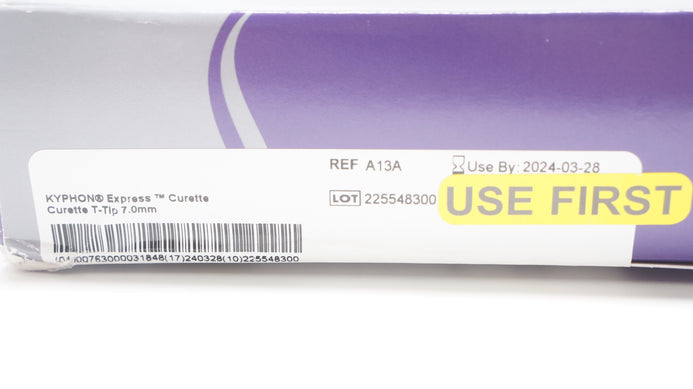 REF A13A
Use By: 2024-03-28
KYPHON® Express ™ Curette
Curette T-Tip 7.0mm
LOT 225548300
USE FIRST
(01)00763000031848(17)240328(10)225548300